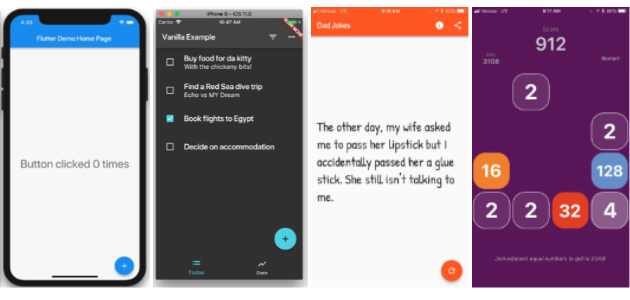 4:33
Flutter Demo Home Page
Button clicked 0 times
+
iPhone 8 - iOS 11.0
Carrier
10:47 AM
Vanilla Example
Buy food for da kitty
With the chickeny bits!
Find a Red Sea dive trip
Echo vs MY Dream
Book flights to Egypt
Decide on accommodation
+
Todos
Stats
Dad Jokes
The other day, my wife asked
me to pass her lipstick but I
accidentally passed her a glue
stick. She still isn't talking to
me.
9:17 AM
Score
912
3108
Restart
2
2
16
128
2 2 32 4
Join adjacent equal numbers to get to 2048!